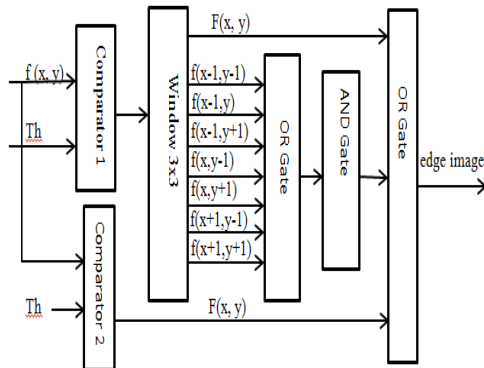 F(x, y)
f (x, y)
Th
Comparator 1
Window 3x3
f(x-1,y-1)
f(x-1,y)
f(x-1,y+1)
f(x,y-1)
f(x,y+1)
f(x+1,y-1)
f(x+1,y+1)
OR Gate
AND Gate
OR Gate
edge image
Th
Comparator 2
F(x, y)